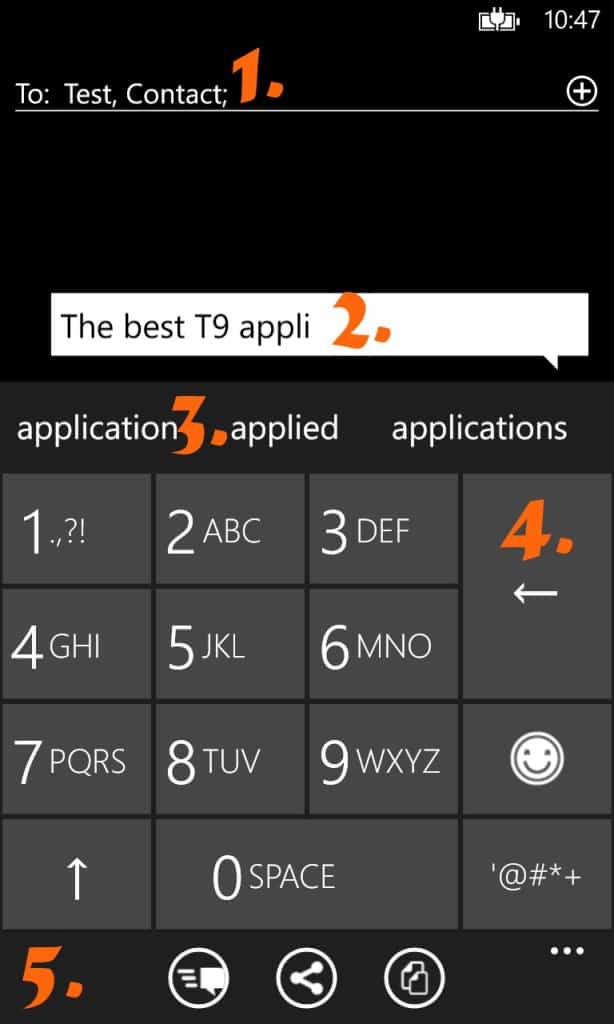 10:47
To: Test, Contact; 1.
The best T9 appli 2.
application 3. applied applications
1 .,?! 2 ABC 3 DEF 4.
4 GHI 5 JKL 6 MNO
7 PQRS 8 TUV 9 WXYZ
0 SPACE '@#*+
5. ...